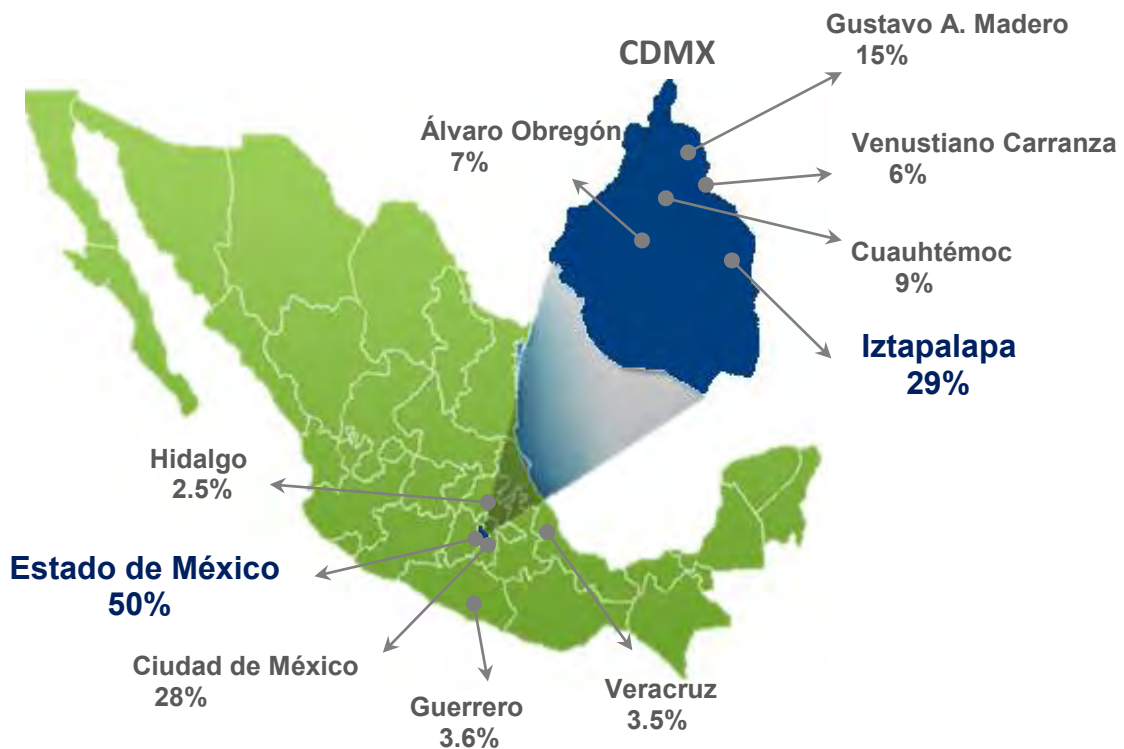 Gustavo A. Madero
15%
CDMX
Álvaro Obregón
7%
Venustiano Carranza
6%
Cuauhtémoc
9%
Iztapalapa
29%
Hidalgo
2.5%
Estado de México
50%
Ciudad de México
28%
Guerrero
3.6%
Veracruz
3.5%